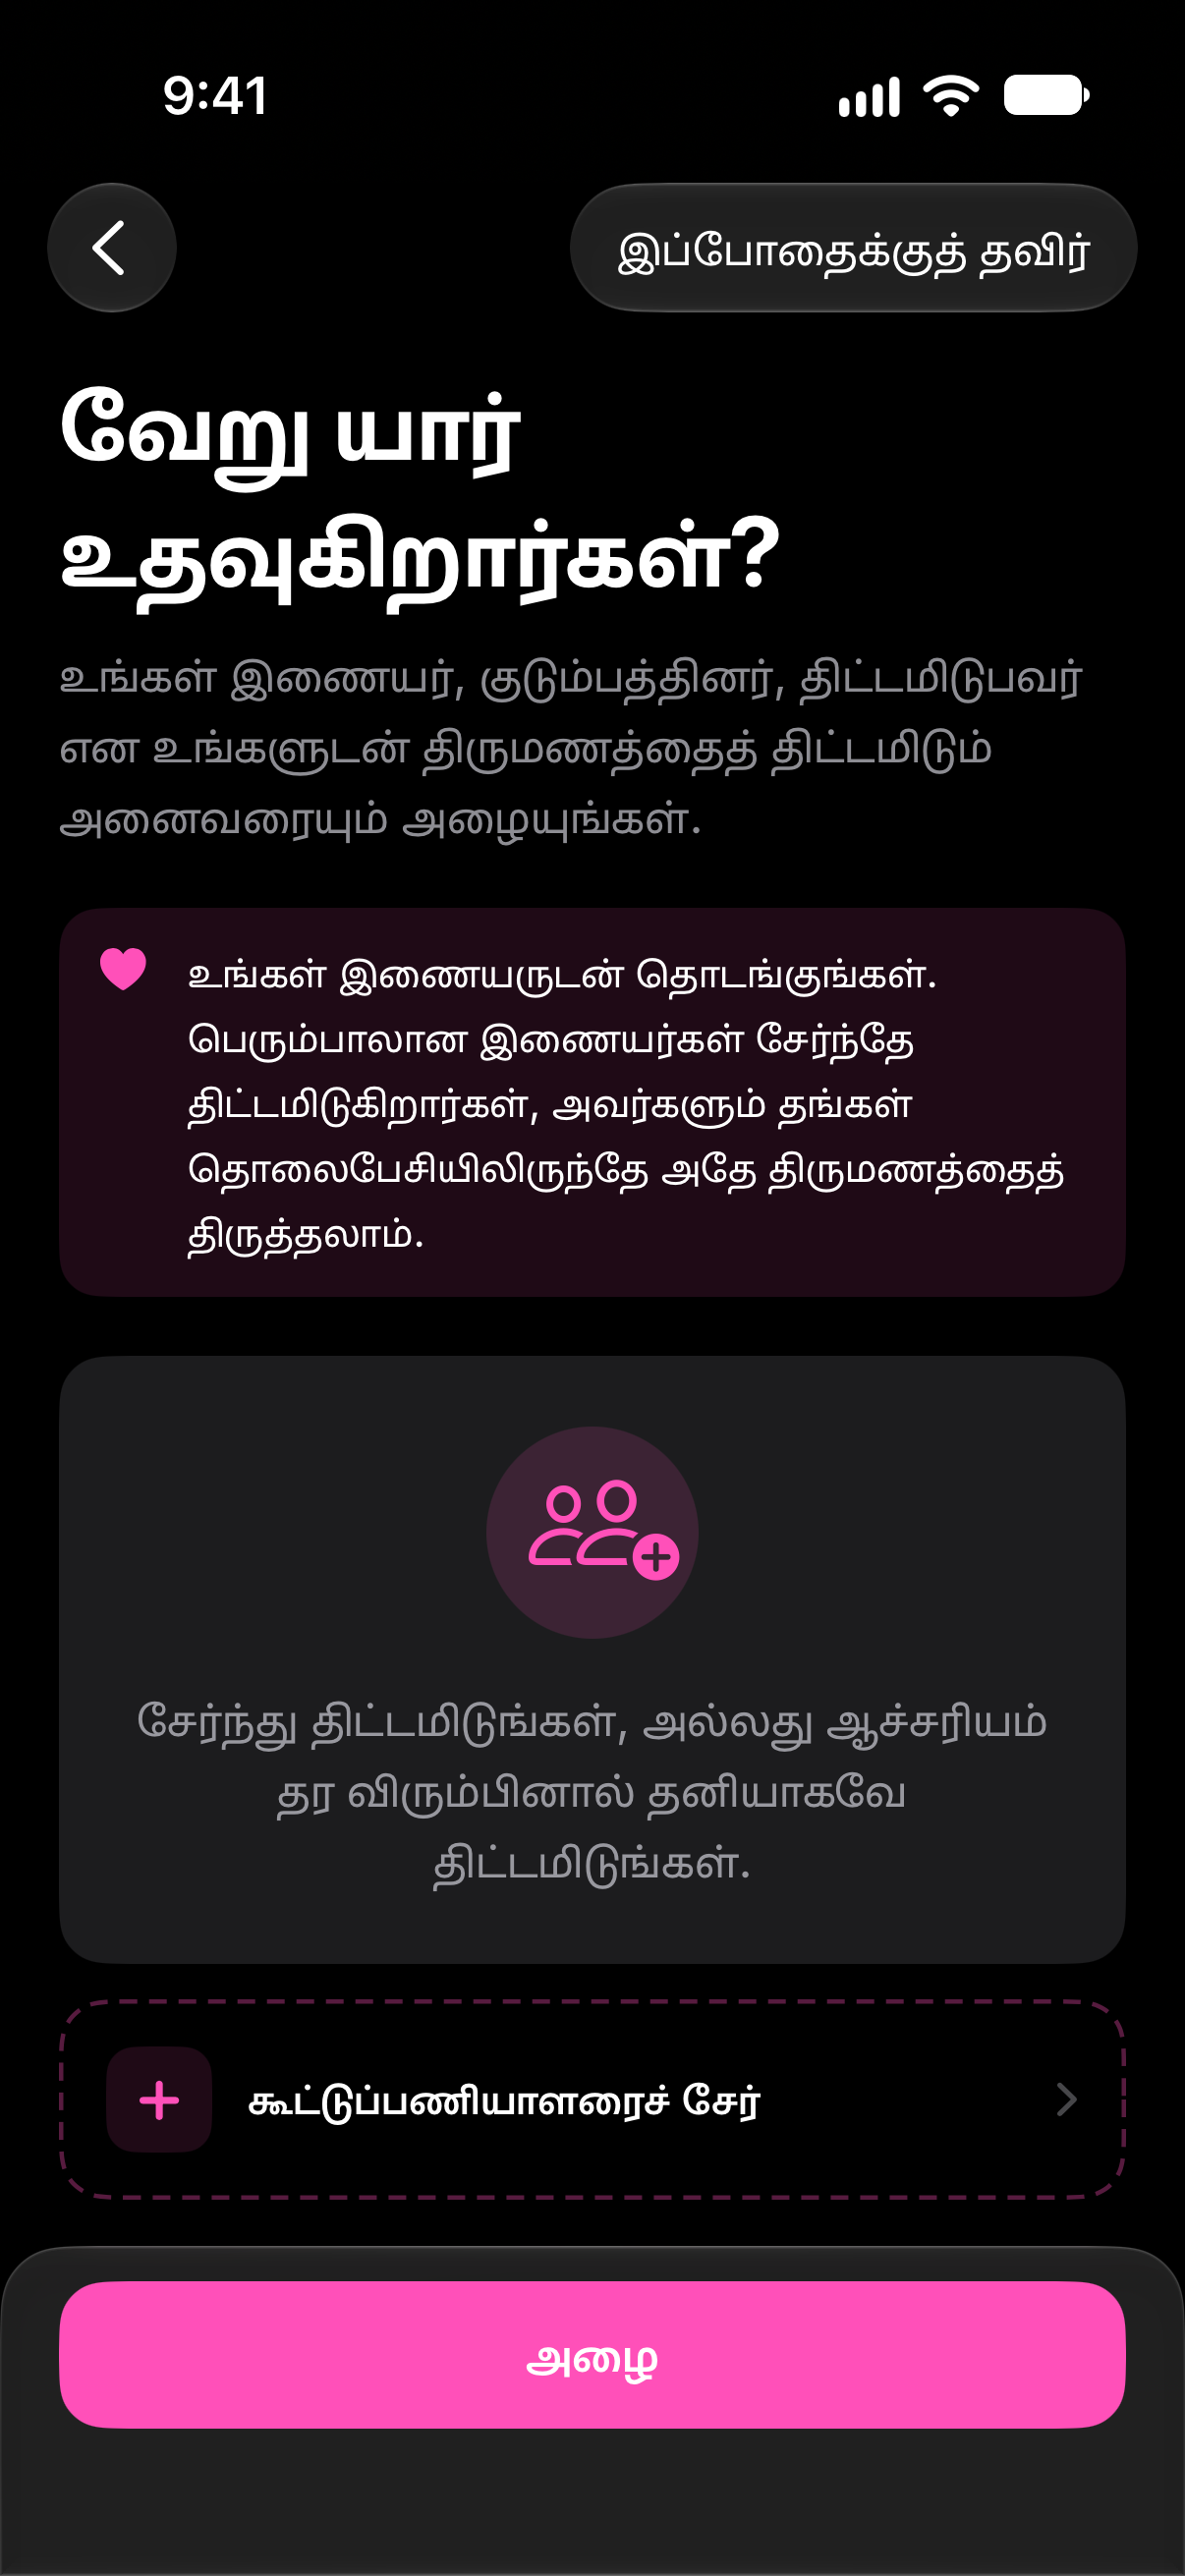 9:41
இப்போதைக்குத் தவிர்
வேறு யார்
உதவுகிறார்கள்?
உங்கள் இணையர், குடும்பத்தினர், திட்டமிடுபவர்
என உங்களுடன் திருமணத்தைத் திட்டமிடும்
அனைவரையும் அழையுங்கள்.
உங்கள் இணையருடன் தொடங்குங்கள்.
பெரும்பாலான இணையர்கள் சேர்ந்தே
திட்டமிடுகிறார்கள், அவர்களும் தங்கள்
தொலைபேசியிலிருந்தே அதே திருமணத்தைத்
திருத்தலாம்.
சேர்ந்து திட்டமிடுங்கள், அல்லது ஆச்சரியம்
தர விரும்பினால் தனியாகவே
திட்டமிடுங்கள்.
கூட்டுப்பணியாளரைச் சேர்
அழை